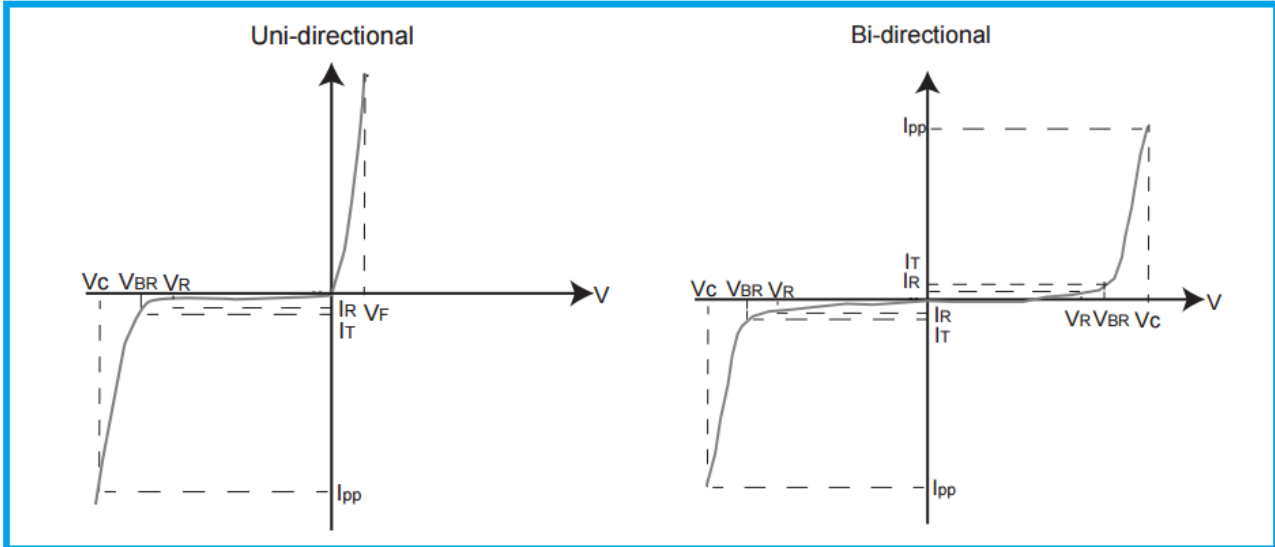 Uni-directional
Vc VBR VR
V
IR VF
IT
Ipp
Bi-directional
Ipp
IT
IR
Vc VBR VR
V
VR VBR Vc
IR
IT
Ipp